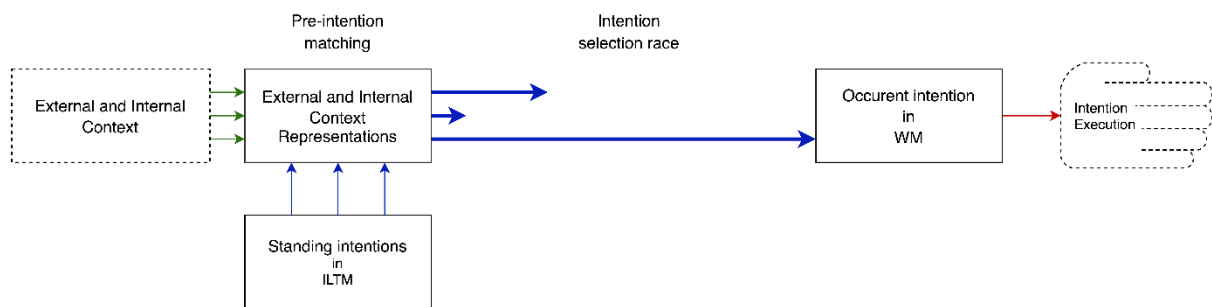 Pre-intention
matching
Intention
selection race
External and Internal
Context
External and Internal
Context
Representations
Occurent intention
in
WM
Intention
Execution
Standing intentions
in
ILTM